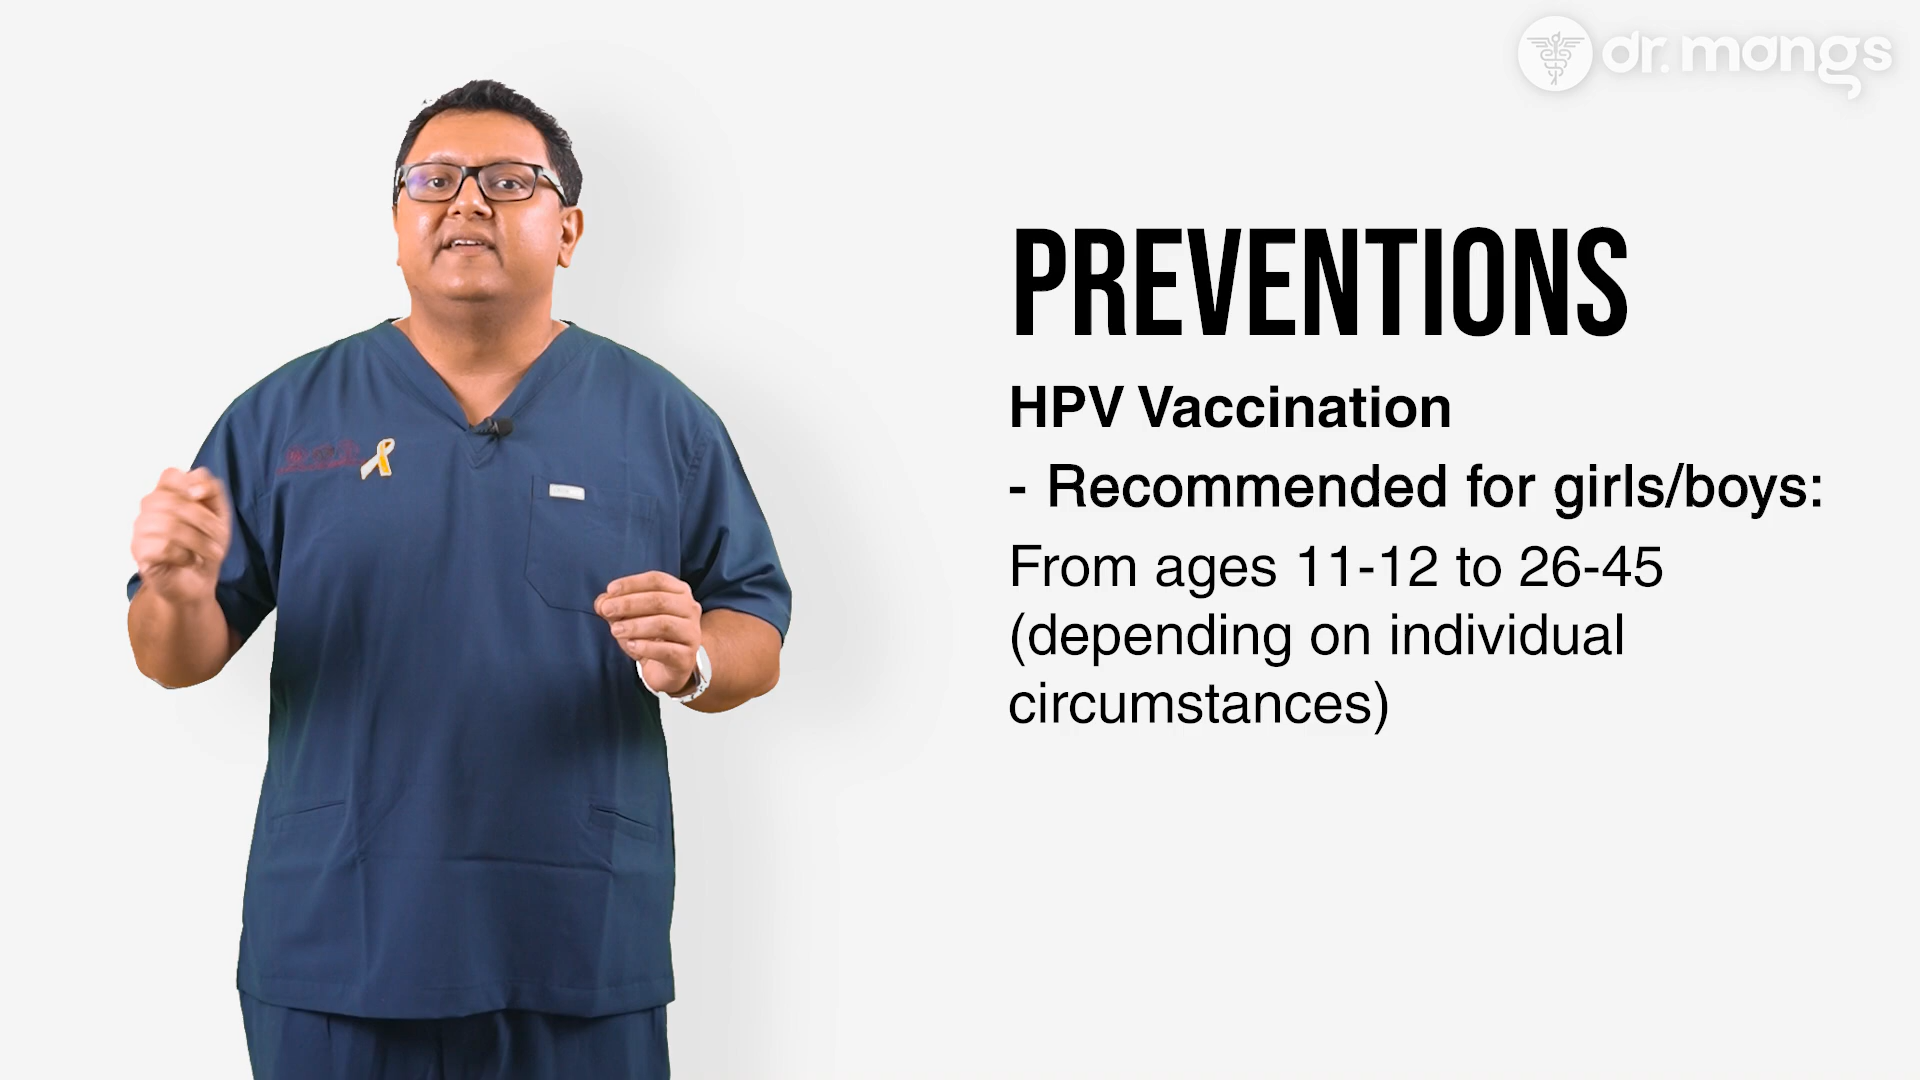 dr. mangs
PREVENTIONS
HPV Vaccination
- Recommended for girls/boys:
From ages 11-12 to 26-45
(depending on individual
circumstances)